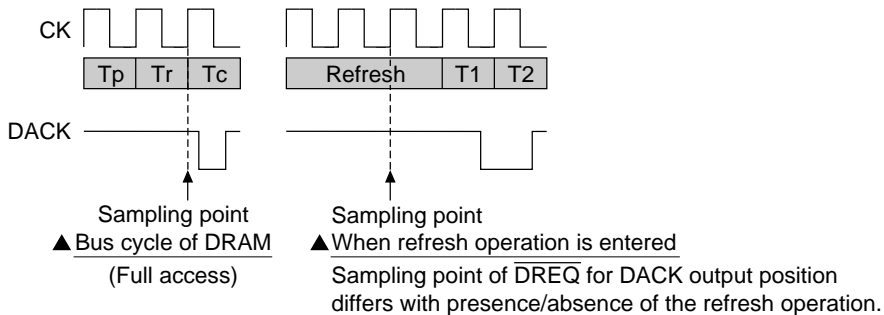 CK
Tp Tr Tc Refresh T1 T2
DACK
Sampling point
▲Bus cycle of DRAM
(Full access)
Sampling point
▲When refresh operation is entered
Sampling point of DREQ for DACK output position
differs with presence/absence of the refresh operation.